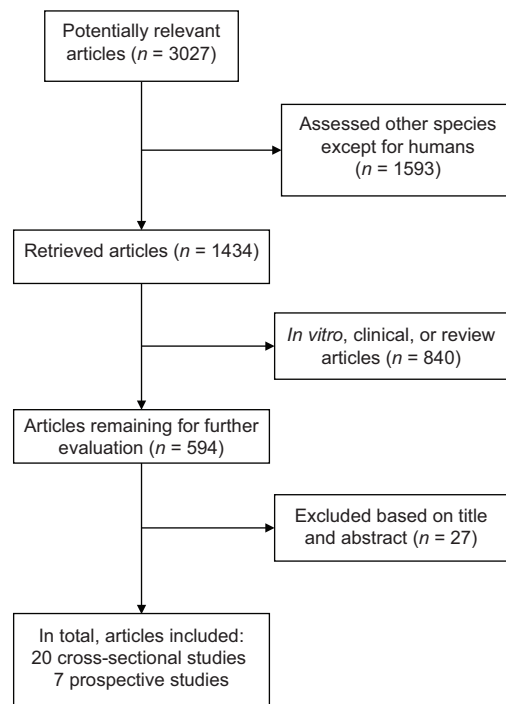 Potentially relevant
articles (n = 3027)
Assessed other species
except for humans
(n = 1593)
Retrieved articles (n = 1434)
In vitro, clinical, or review
articles (n = 840)
Articles remaining for further
evaluation (n = 594)
Excluded based on title
and abstract (n = 27)
In total, articles included:
20 cross-sectional studies
7 prospective studies